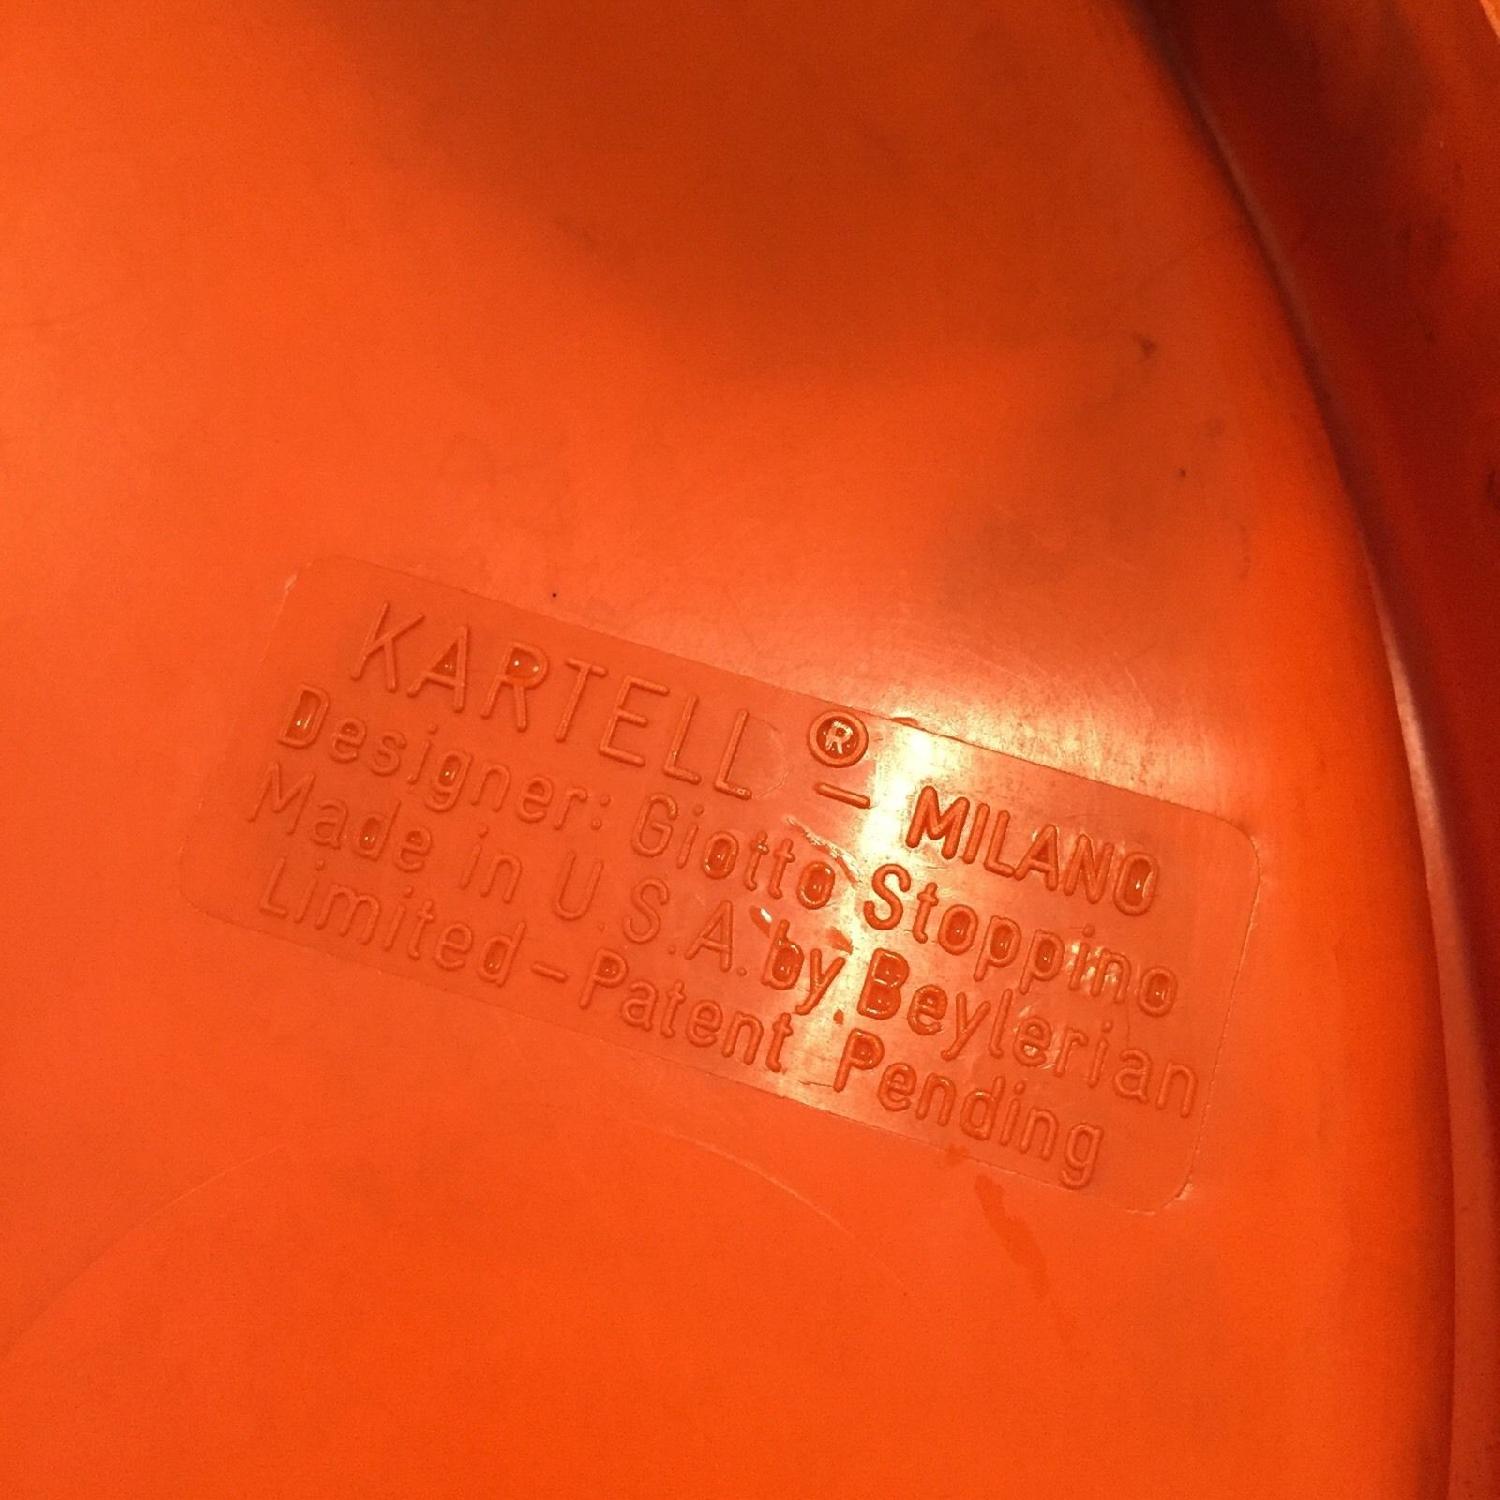 KARTELL ® - MILANO
Designer: Giotto Stoppino
Made in U.S.A. by Beylerian
Limited - Patent Pending